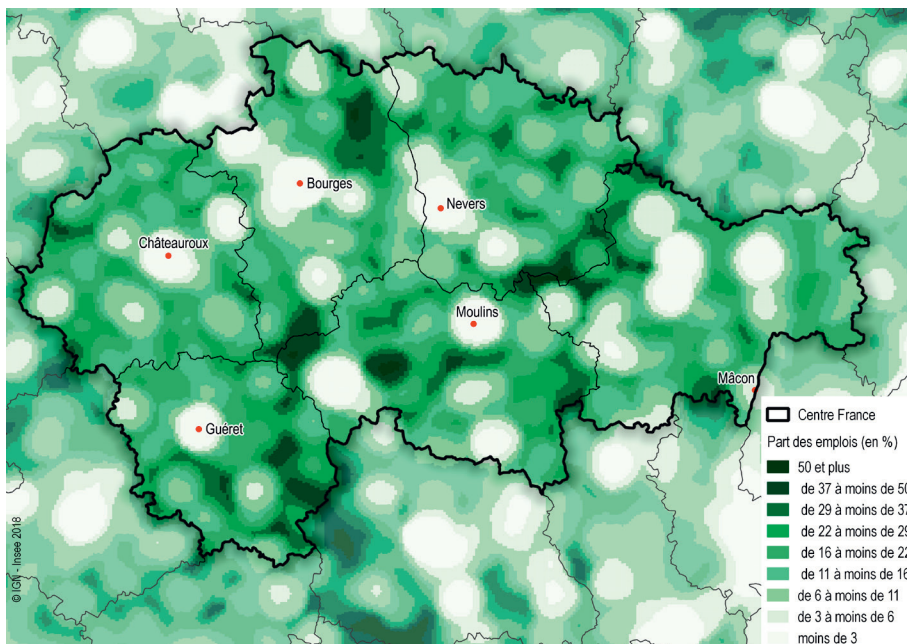 Bourges
Nevers
Châteauroux
Moulins
Mâcon
Guéret
Centre France
Part des emplois (en %)
50 et plus
de 37 à moins de 50
de 29 à moins de 37
de 22 à moins de 29
de 16 à moins de 22
de 11 à moins de 16
de 6 à moins de 11
de 3 à moins de 6
moins de 3
© IGN - Insee 2018